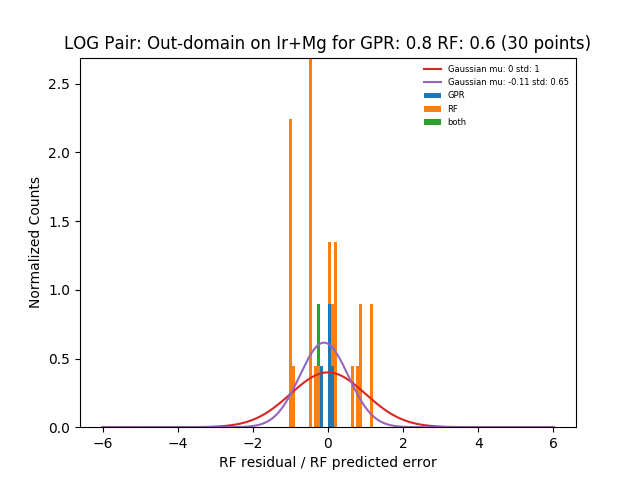 LOG Pair: Out-domain on Ir+Mg for GPR: 0.8 RF: 0.6 (30 points)
Gaussian mu: 0 std: 1
Gaussian mu: -0.11 std: 0.65
GPR
RF
both
Normalized Counts
2.5
2.0
1.5
1.0
0.5
0.0
−6 −4 −2 0 2 4 6
RF residual / RF predicted error